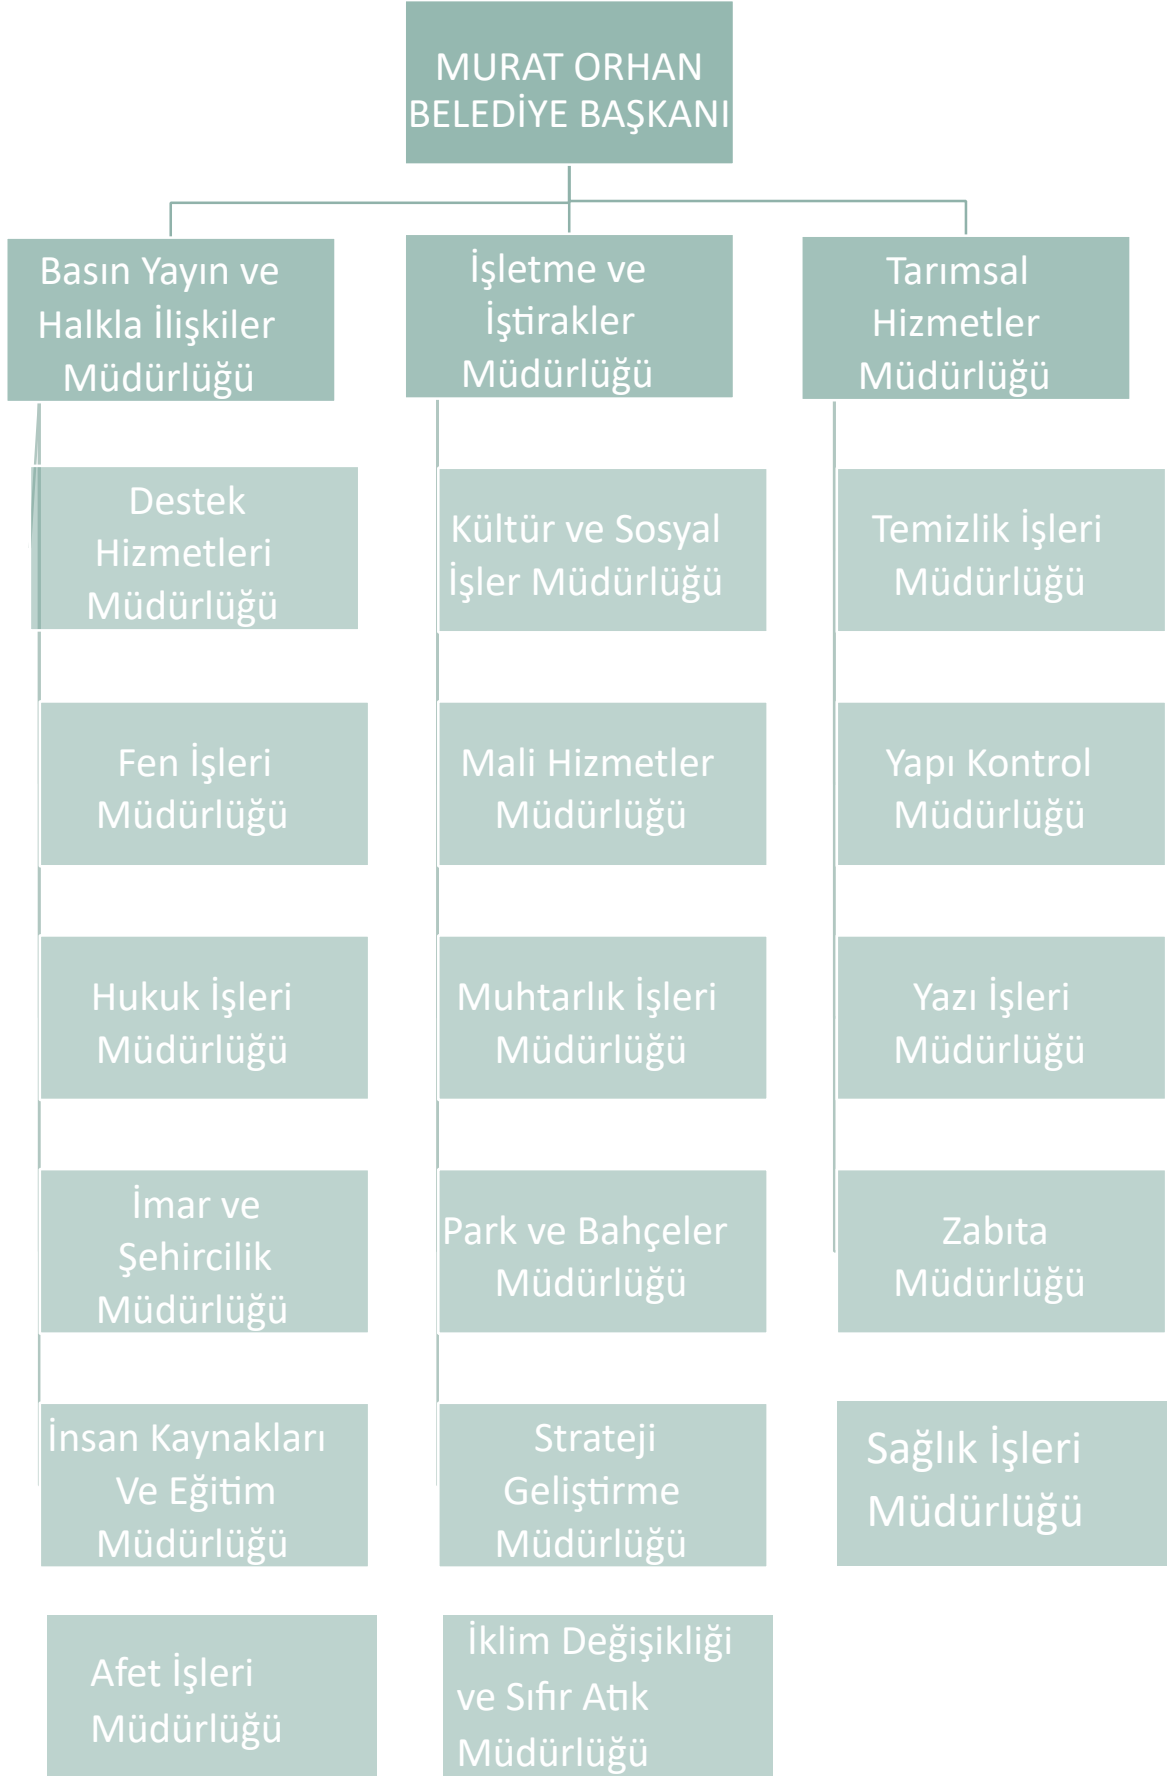 MURAT ORHAN
BELEDİYE BAŞKANI
Basın Yayın ve
Halkla İlişkiler
Müdürlüğü
İşletme ve
İştirakler
Müdürlüğü
Tarımsal
Hizmetler
Müdürlüğü
Destek
Hizmetleri
Müdürlüğü
Kültür ve Sosyal
İşler Müdürlüğü
Temizlik İşleri
Müdürlüğü
Fen İşleri
Müdürlüğü
Mali Hizmetler
Müdürlüğü
Yapı Kontrol
Müdürlüğü
Hukuk İşleri
Müdürlüğü
Muhtarlık İşleri
Müdürlüğü
Yazı İşleri
Müdürlüğü
İmar ve
Şehircilik
Müdürlüğü
Park ve Bahçeler
Müdürlüğü
Zabıta
Müdürlüğü
İnsan Kaynakları
Ve Eğitim
Müdürlüğü
Strateji
Geliştirme
Müdürlüğü
Sağlık İşleri
Müdürlüğü
Afet İşleri
Müdürlüğü
İklim Değişikliği
ve Sıfır Atık
Müdürlüğü